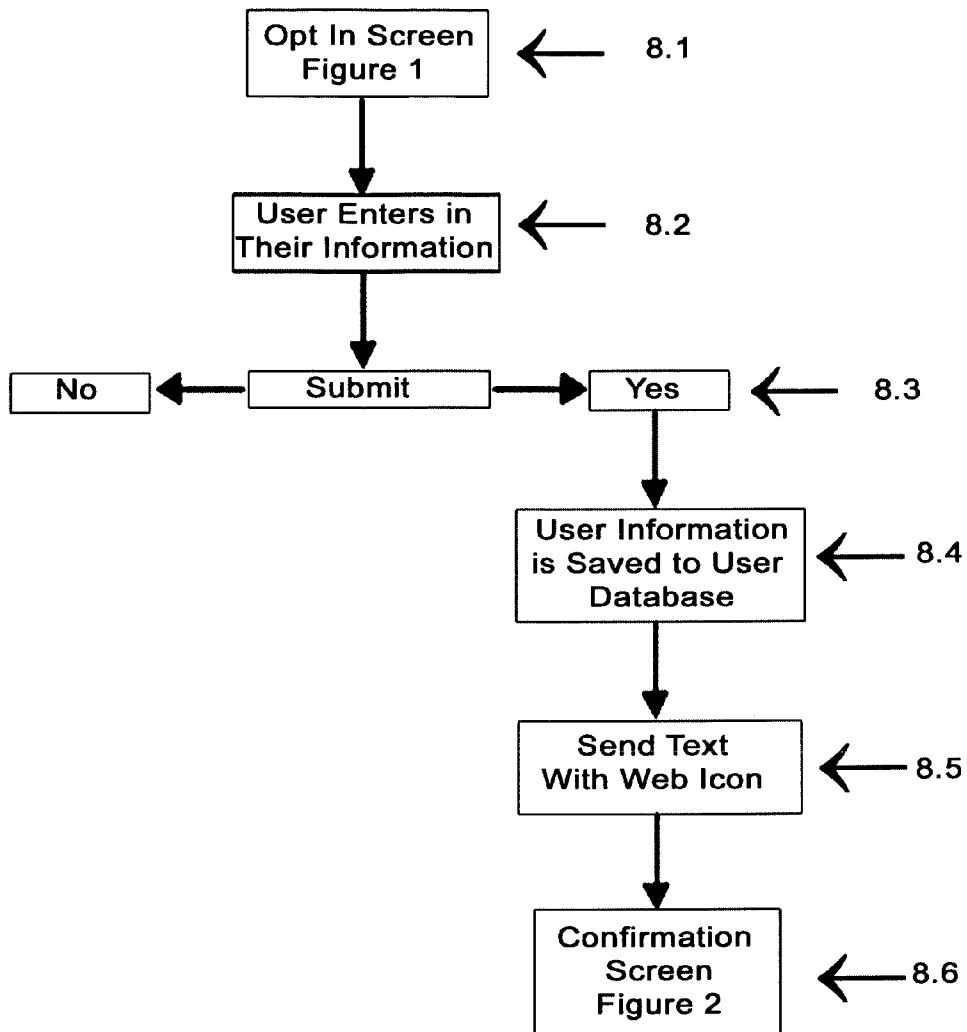 Opt In Screen
Figure 1
8.1
User Enters in
Their Information
8.2
No
Submit
Yes
8.3
User Information
is Saved to User
Database
8.4
Send Text
With Web Icon
8.5
Confirmation
Screen
Figure 2
8.6